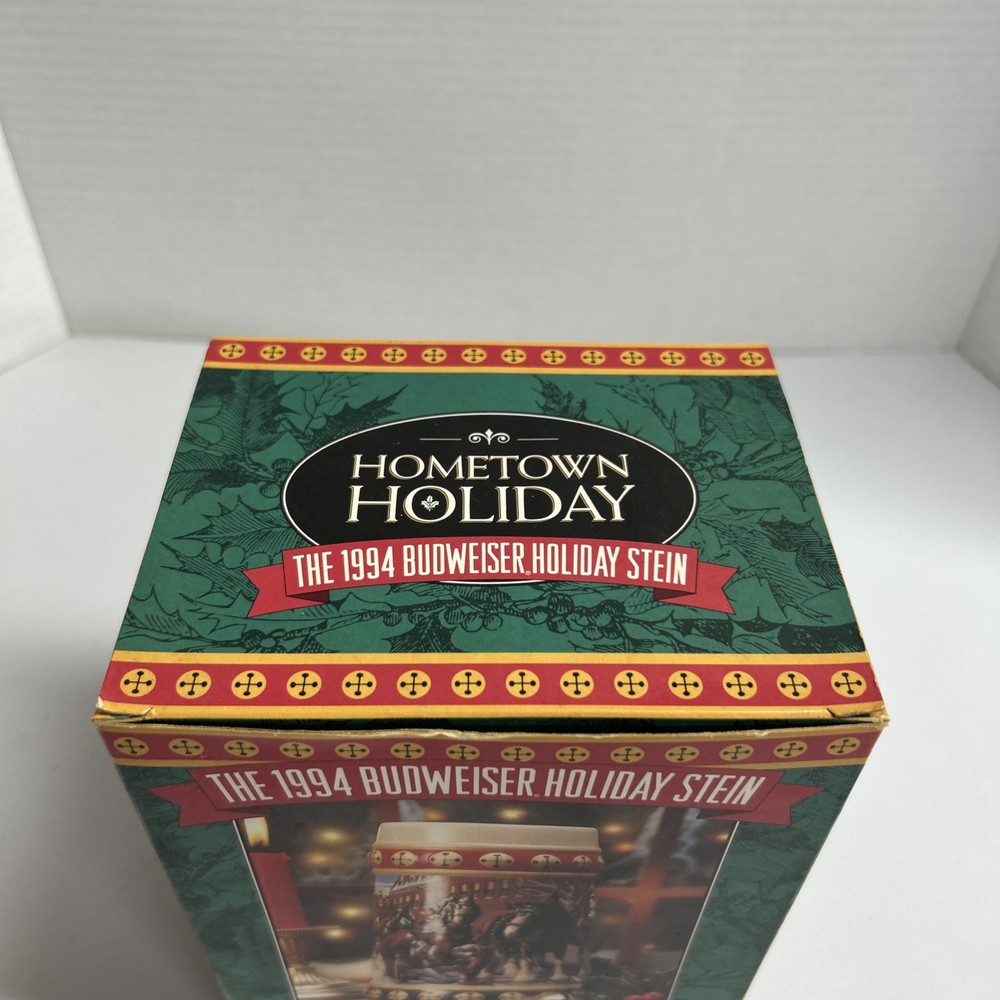 HOMETOWN
HOLIDAY
THE 1994 BUDWEISER® HOLIDAY STEIN
THE 1994 BUDWEISER® HOLIDAY STEIN